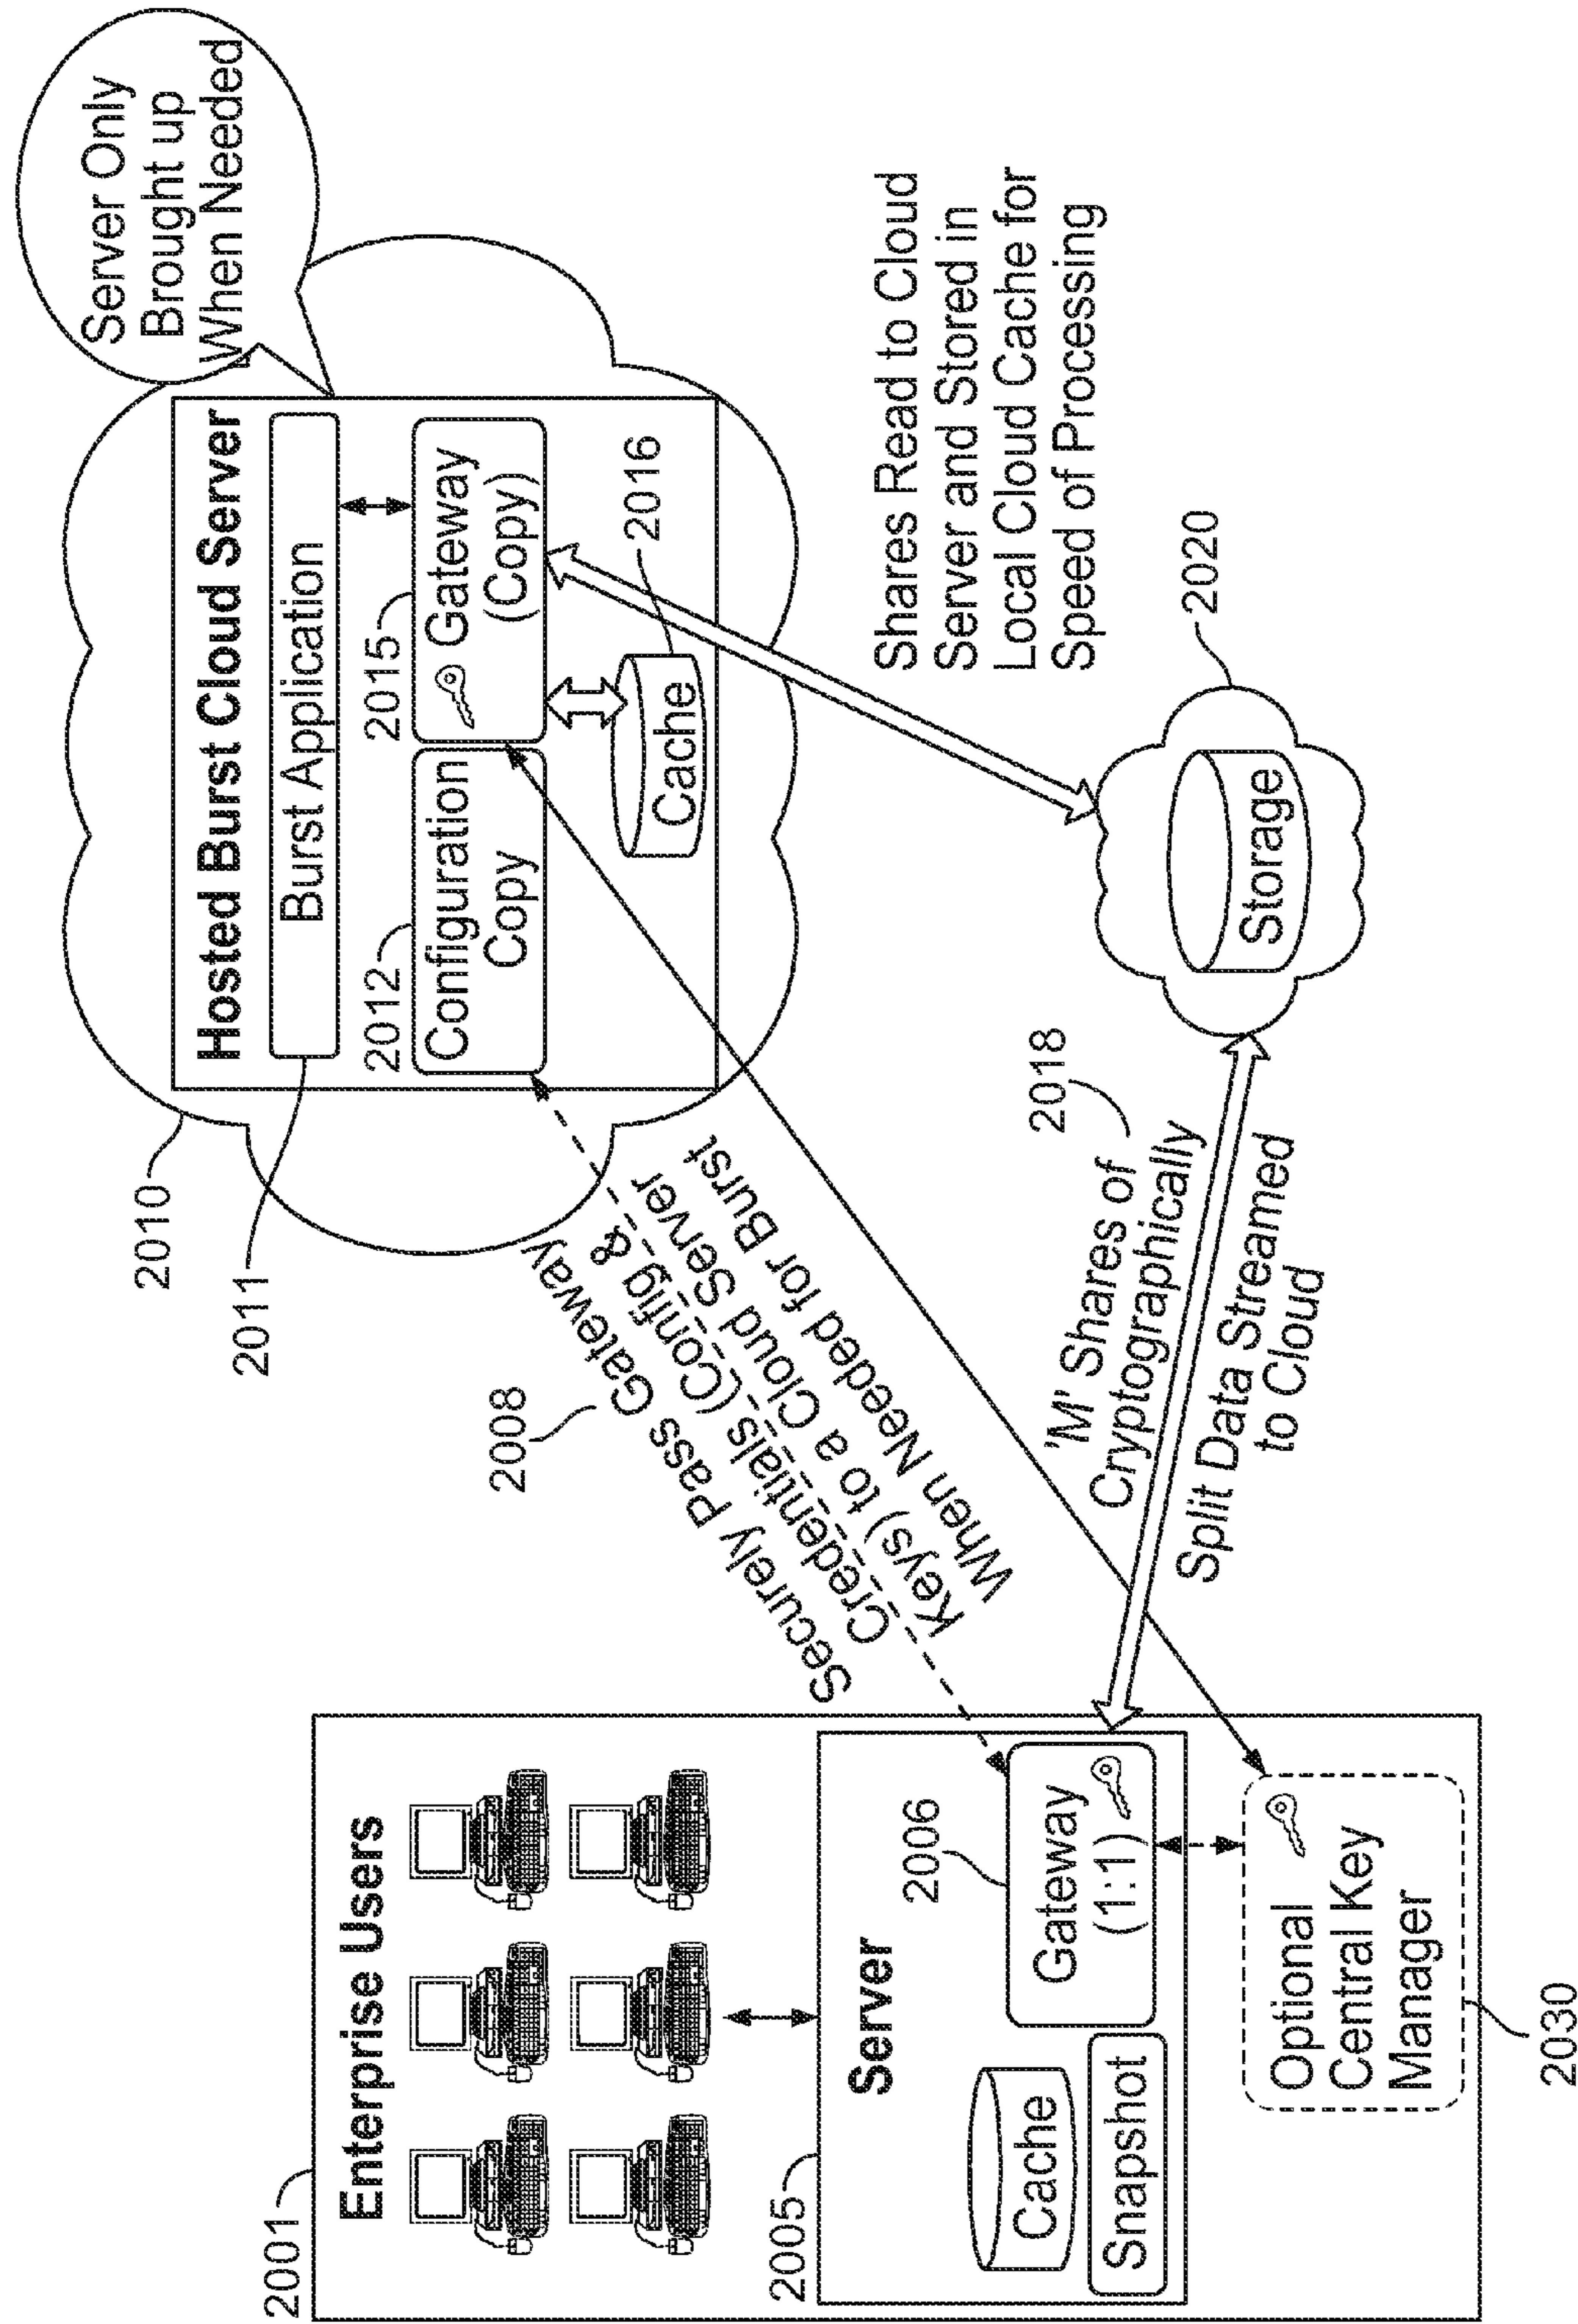 2001
Enterprise Users
2005
Server
Cache
Snapshot
2006
Gateway
(1:1)
Optional
Central Key
Manager
2030
2008
Securely Pass Gateway
Credentials (Config &
Keys) to a Cloud Server
When Needed for Burst
2010
2011
Hosted Burst Cloud Server
Burst Application
2012
Configuration
Copy
2015
Gateway
(Copy)
2016
Cache
Server Only
Brought up
When Needed
2018
'M' Shares of
Cryptographically
Split Data Streamed
to Cloud
2020
Storage
Shares Read to Cloud
Server and Stored in
Local Cloud Cache for
Speed of Processing